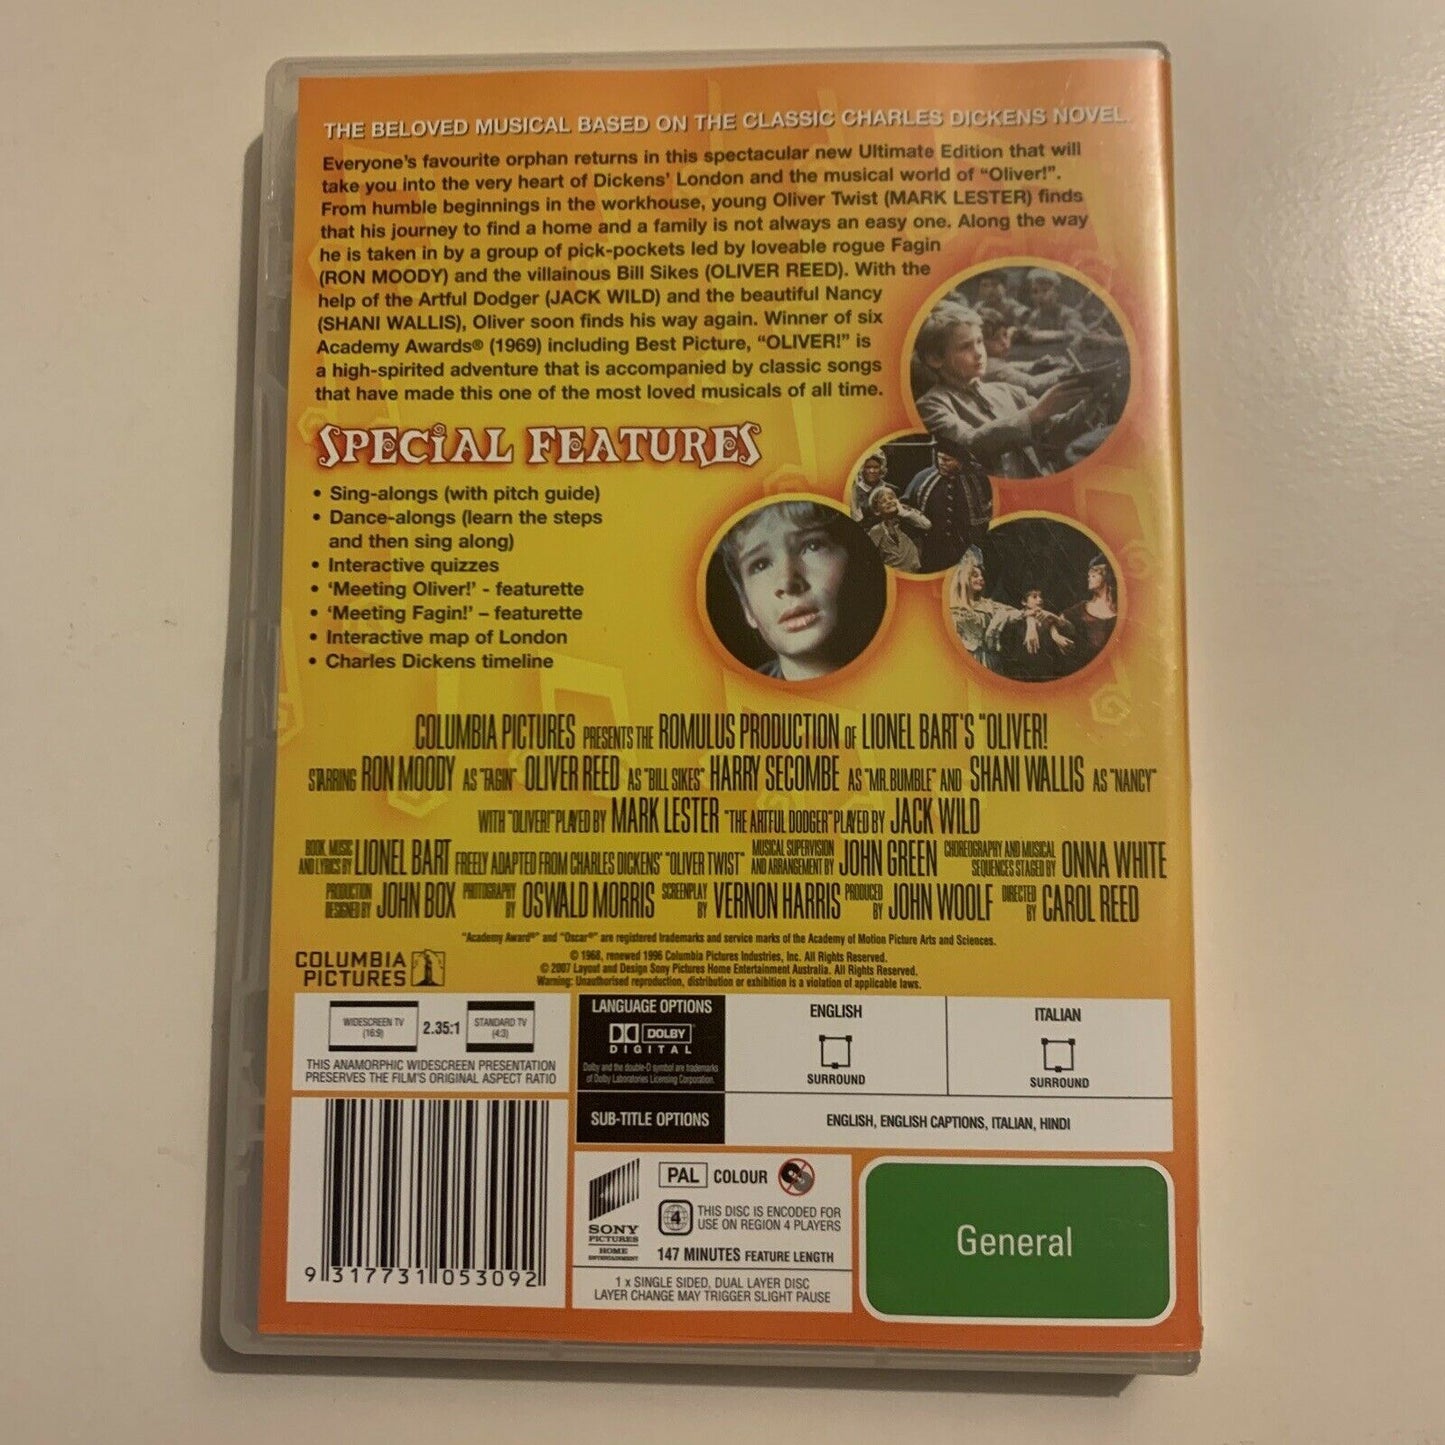 THE BELOVED MUSICAL BASED ON THE CLASSIC CHARLES DICKENS NOVEL.
Everyone's favourite orphan returns in this spectacular new Ultimate Edition that will
take you into the very heart of Dickens' London and the musical world of "Oliver!".
From humble beginnings in the workhouse, young Oliver Twist (MARK LESTER) finds
that his journey to find a home and a family is not always an easy one. Along the way
he is taken in by a group of pick-pockets led by loveable rogue Fagin
(RON MOODY) and the villainous Bill Sikes (OLIVER REED). With the
help of the Artful Dodger (JACK WILD) and the beautiful Nancy
(SHANI WALLIS), Oliver soon finds his way again. Winner of six
Academy Awards® (1969) including Best Picture, "OLIVER!" is
a high-spirited adventure that is accompanied by classic songs
that have made this one of the most loved musicals of all time.
SPECIAL FEATURES
• Sing-alongs (with pitch guide)
• Dance-alongs (learn the steps
and then sing along)
• Interactive quizzes
• 'Meeting Oliver!' - featurette
• 'Meeting Fagin!' – featurette
• Interactive map of London
• Charles Dickens timeline
COLUMBIA PICTURES PRESENTS THE ROMULUS PRODUCTION OF LIONEL BART'S "OLIVER!
STARRING RON MOODY AS "FAGIN" OLIVER REED AS "BILL SIKES" HARRY SECOMBE AS "MR. BUMBLE" AND SHANI WALLIS AS "NANCY"
WITH "OLIVER!" PLAYED BY MARK LESTER "THE ARTFUL DODGER" PLAYED BY JACK WILD
BOOK, MUSIC AND LYRICS BY LIONEL BART FREELY ADAPTED FROM CHARLES DICKENS' "OLIVER TWIST" MUSICAL SUPERVISION AND ARRANGEMENT BY JOHN GREEN CHOREOGRAPHY AND MUSICAL SEQUENCES STAGED BY ONNA WHITE
PRODUCTION DESIGNED BY JOHN BOX PHOTOGRAPHY BY OSWALD MORRIS SCREENPLAY BY VERNON HARRIS PRODUCED BY JOHN WOOLF DIRECTED BY CAROL REED
"Academy Award®" and "Oscar®" are registered trademarks and service marks of the Academy of Motion Picture Arts and Sciences.
© 1968, renewed 1996 Columbia Pictures Industries, Inc. All Rights Reserved.
© 2007 Layout and Design Sony Pictures Home Entertainment Australia. All Rights Reserved.
Warning: Unauthorised reproduction, distribution or exhibition is a violation of applicable laws.
COLUMBIA
PICTURES
WIDESCREEN TV
(16:9)
2.35:1
STANDARD TV
(4:3)
THIS ANAMORPHIC WIDESCREEN PRESENTATION
PRESERVES THE FILM'S ORIGINAL ASPECT RATIO
LANGUAGE OPTIONS
DOLBY
DIGITAL
Dolby and the double-D symbol are trademarks
of Dolby Laboratories Licensing Corporation.
ENGLISH
SURROUND
ITALIAN
SURROUND
SUB-TITLE OPTIONS
ENGLISH, ENGLISH CAPTIONS, ITALIAN, HINDI
9 317731 053092
SONY
PICTURES
HOME
ENTERTAINMENT
PAL COLOUR
4
THIS DISC IS ENCODED FOR
USE ON REGION 4 PLAYERS
147 MINUTES FEATURE LENGTH
1 x SINGLE SIDED, DUAL LAYER DISC
LAYER CHANGE MAY TRIGGER SLIGHT PAUSE
General